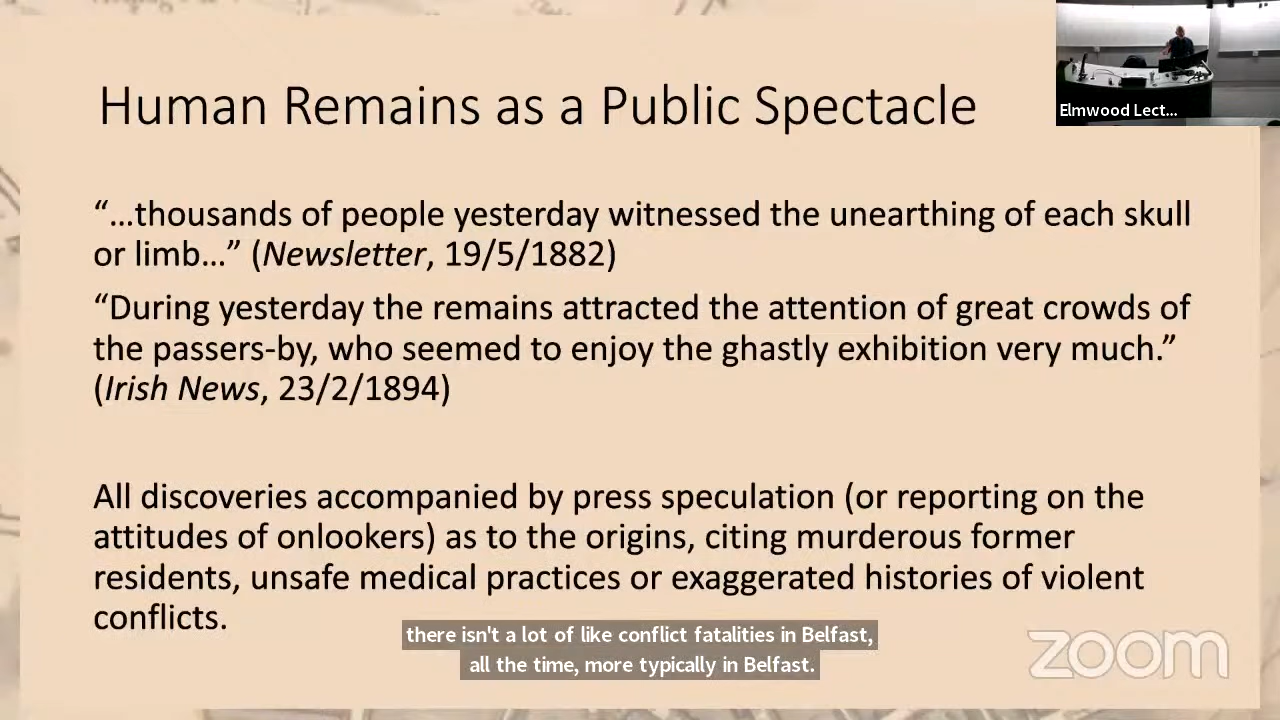 Human Remains as a Public Spectacle
Elmwood Lect...
“...thousands of people yesterday witnessed the unearthing of each skull
or limb...” (Newsletter, 19/5/1882)
“During yesterday the remains attracted the attention of great crowds of
the passers-by, who seemed to enjoy the ghastly exhibition very much.”
(Irish News, 23/2/1894)
All discoveries accompanied by press speculation (or reporting on the
attitudes of onlookers) as to the origins, citing murderous former
residents, unsafe medical practices or exaggerated histories of violent
conflicts.
there isn't a lot of like conflict fatalities in Belfast,
all the time, more typically in Belfast.
zoom